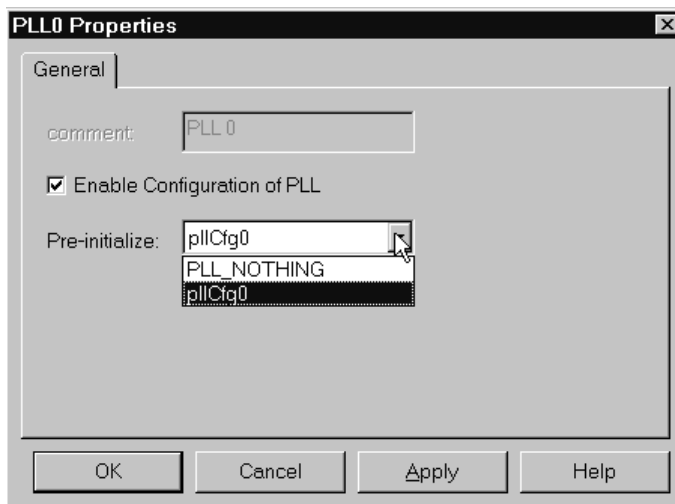 PLL0 Properties
General
comment: PLL 0
Enable Configuration of PLL
Pre-initialize: pllCfg0
PLL_NOTHING
pllCfg0
OK Cancel Apply Help